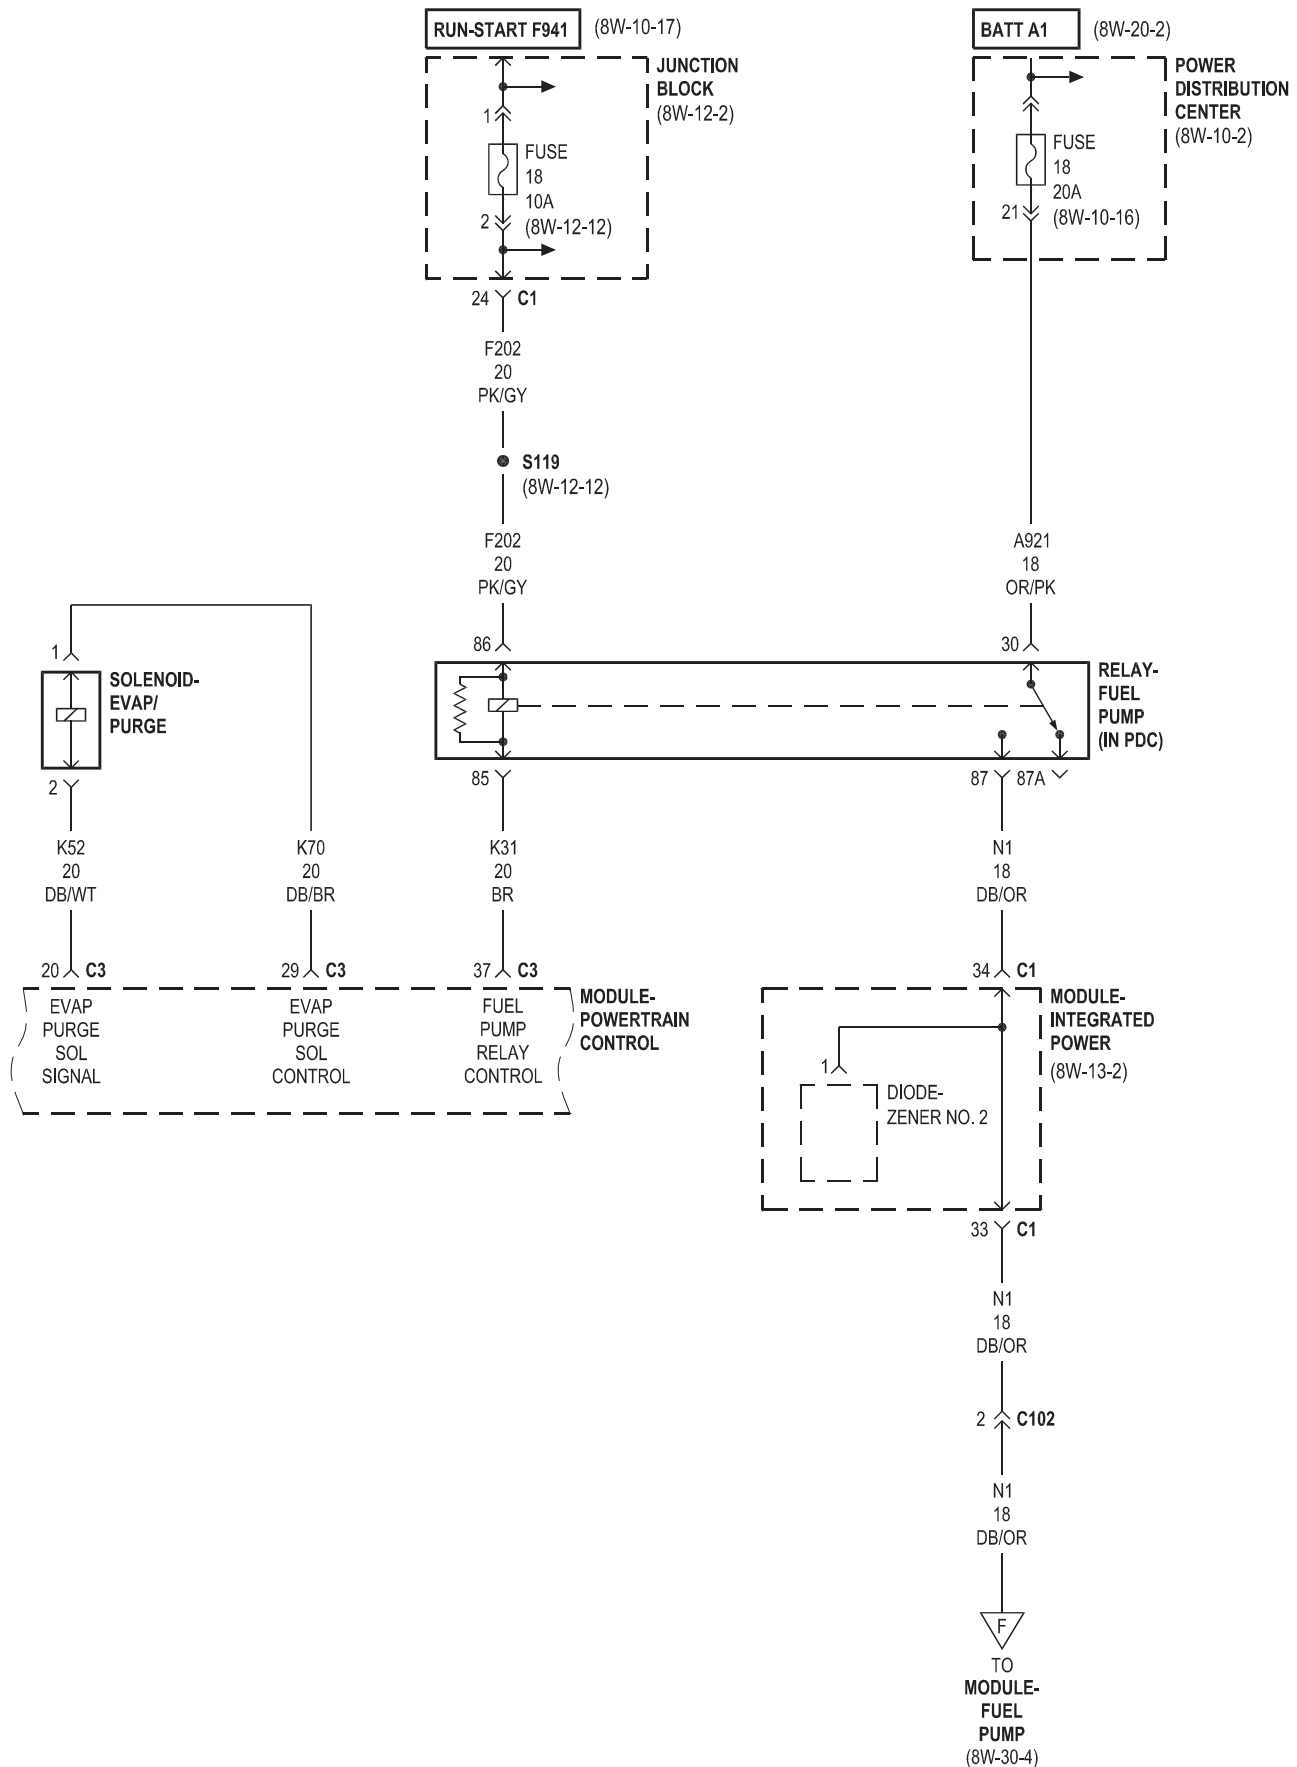 RUN-START F941 (8W-10-17)
JUNCTION
BLOCK
(8W-12-2)
1
FUSE
18
10A
(8W-12-12)
2
24 C1
F202
20
PK/GY
S119
(8W-12-12)
F202
20
PK/GY
86
BATT A1 (8W-20-2)
POWER
DISTRIBUTION
CENTER
(8W-10-2)
FUSE
18
20A
(8W-10-16)
21
A921
18
OR/PK
30
RELAY-
FUEL
PUMP
(IN PDC)
85
87 87A
1
SOLENOID-
EVAP/
PURGE
2
K52
20
DB/WT
K70
20
DB/BR
K31
20
BR
N1
18
DB/OR
20 C3
29 C3
37 C3
34 C1
EVAP
PURGE
SOL
SIGNAL
EVAP
PURGE
SOL
CONTROL
FUEL
PUMP
RELAY
CONTROL
MODULE-
POWERTRAIN
CONTROL
MODULE-
INTEGRATED
POWER
(8W-13-2)
1
DIODE-
ZENER NO. 2
33 C1
N1
18
DB/OR
2 C102
N1
18
DB/OR
F
TO
MODULE-
FUEL
PUMP
(8W-30-4)